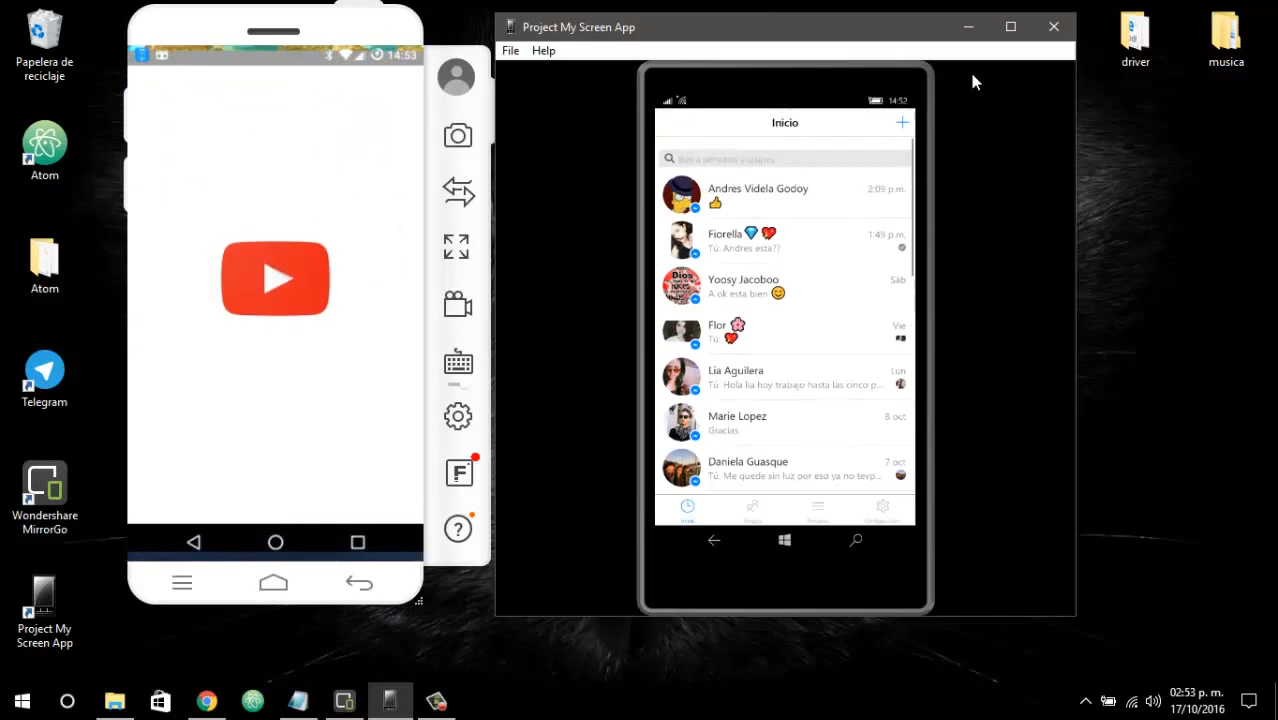 Papelera de
reciclaje
Atom
Atom
Telegram
Wondershare
MirrorGo
Project My
Screen App
14:53
Project My Screen App
File Help
14:52
Inicio
Busca personas y grupos
Andres Videla Godoy 2:09 p.m.
Fiorella 1:49 p.m.
Tú: Andres esta??
Yoosy Jacoboo Sáb
A ok esta bien
Flor Vie
Tú:
Lia Aguilera Lun
Tú: Hola lia hoy trabajo hasta las cinco p...
Marie Lopez 8 oct
Gracias
Daniela Guasque 7 oct
Tú: Me quede sin luz por eso ya no tevp...
driver
musica
02:53 p. m.
17/10/2016